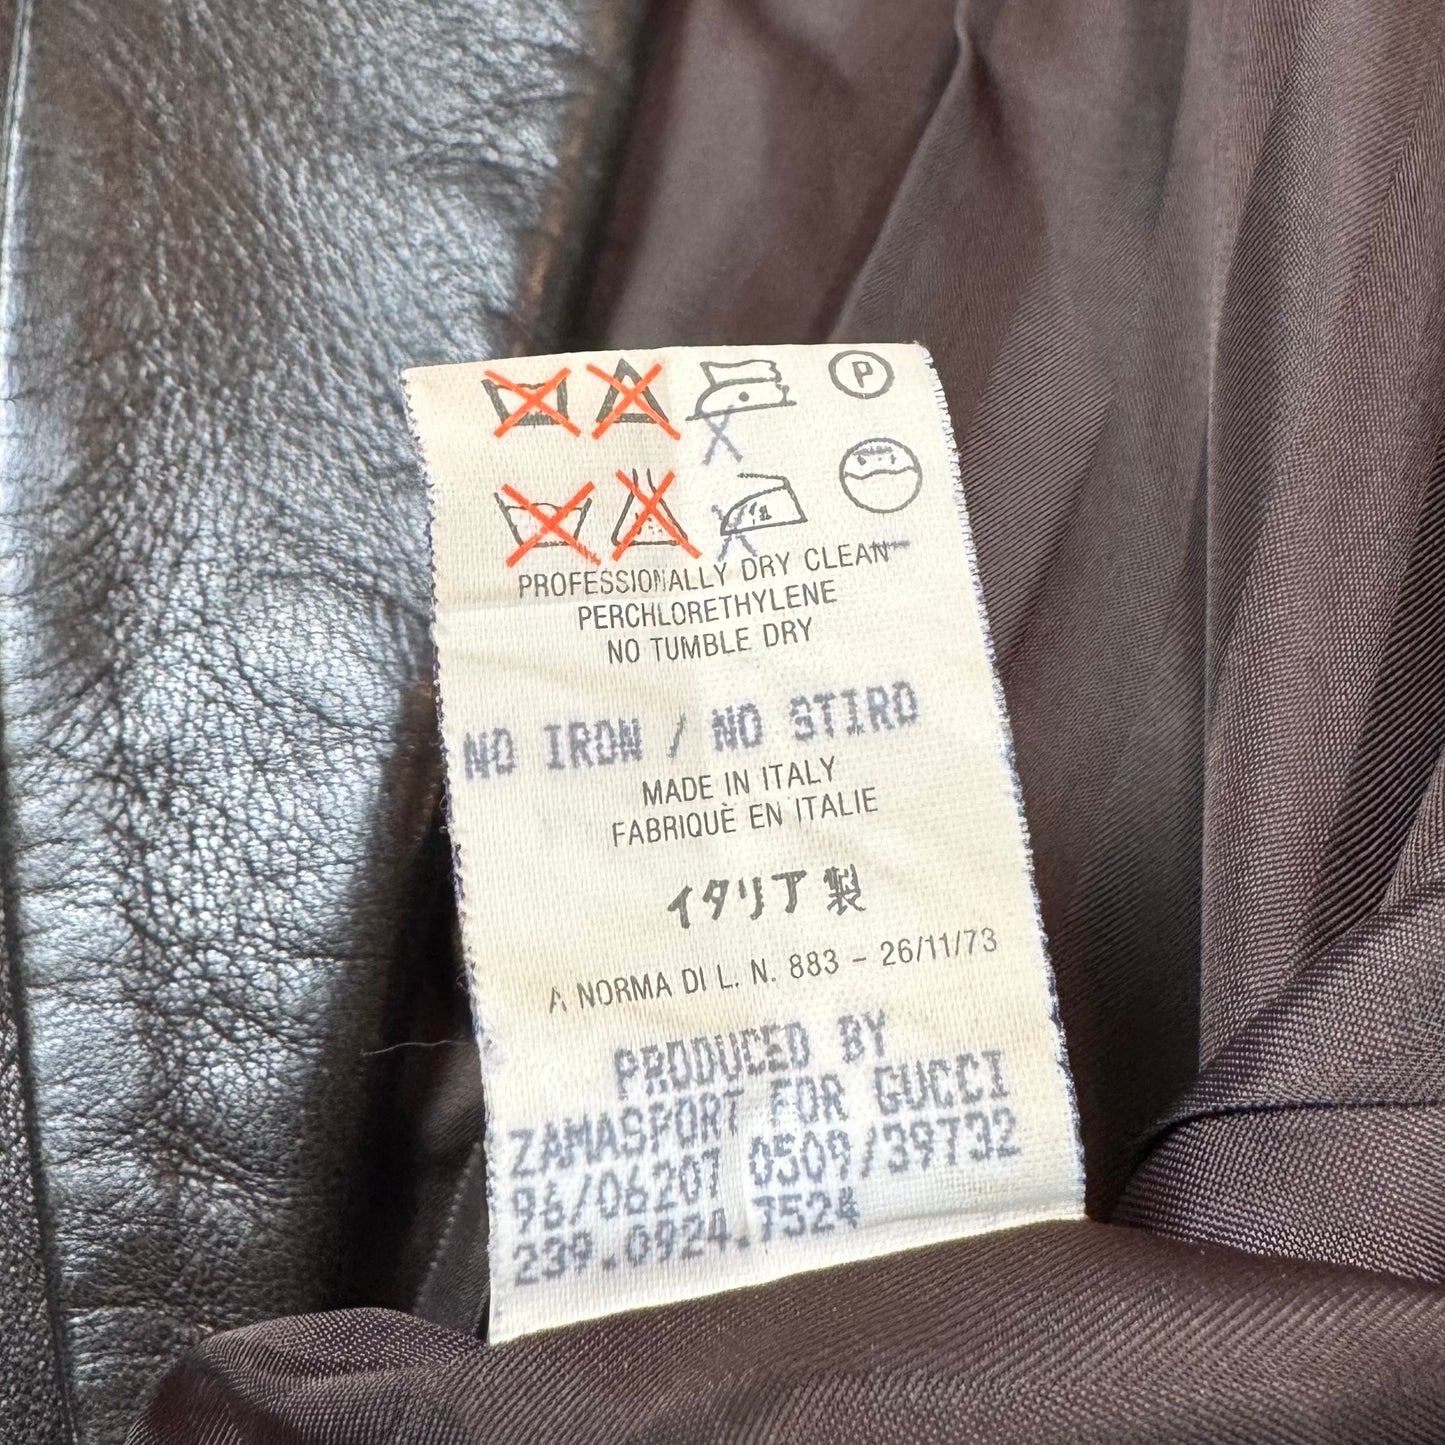 P
PROFESSIONALLY DRY CLEAN
PERCHLORETHYLENE
NO TUMBLE DRY
NO IRON / NO STIRO
MADE IN ITALY
FABRIQUÈ EN ITALIE
イタリア製
A NORMA DI L. N. 883 - 26/11/73
PRODUCED BY
ZAMASPORT FOR GUCCI
96/06207 0509/39732
239.0924.7524